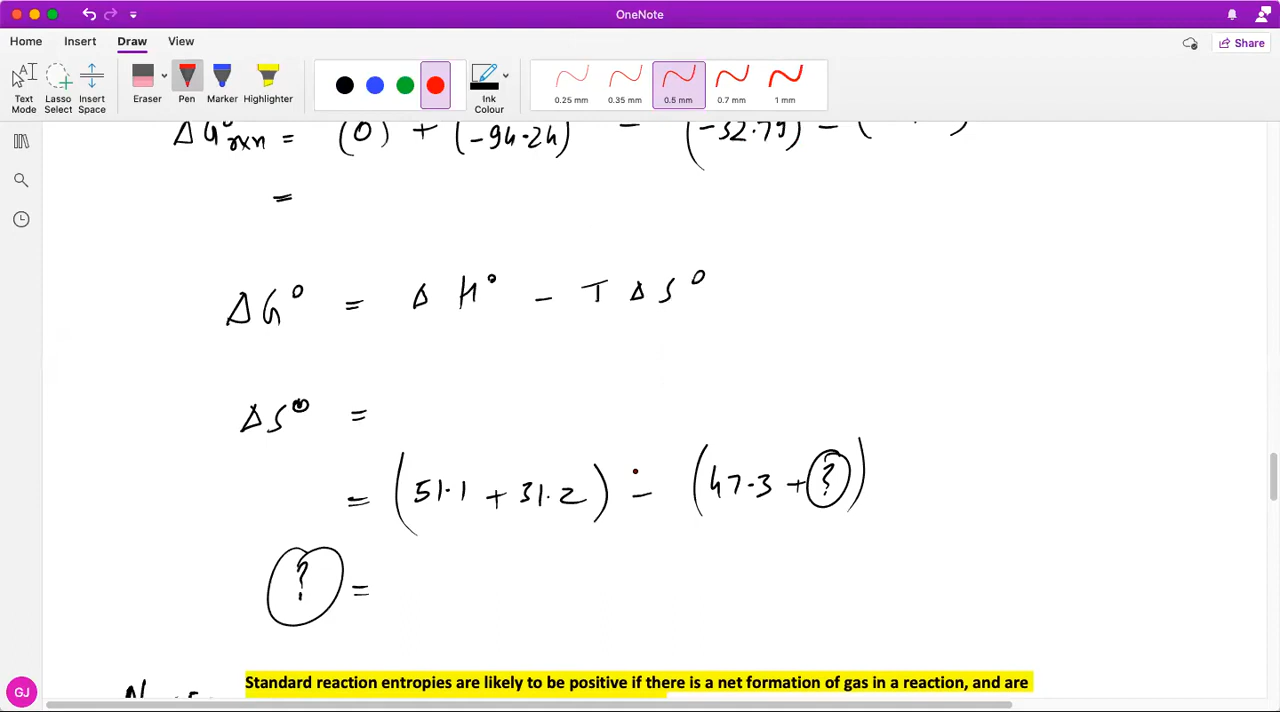 OneNote
Home Insert Draw View
Share
Text Mode
Lasso Select
Insert Space
Eraser
Pen
Marker
Highlighter
Ink Colour
0.25 mm
0.35 mm
0.5 mm
0.7 mm
1 mm
ΔG°rxn = (0) + (-94.24) - (-32.79) - (
=
ΔG° = ΔH° - TΔS°
ΔS° =
= (51.1 + 31.2) - (47.3 + ?)
? =
GJ
Standard reaction entropies are likely to be positive if there is a net formation of gas in a reaction, and are